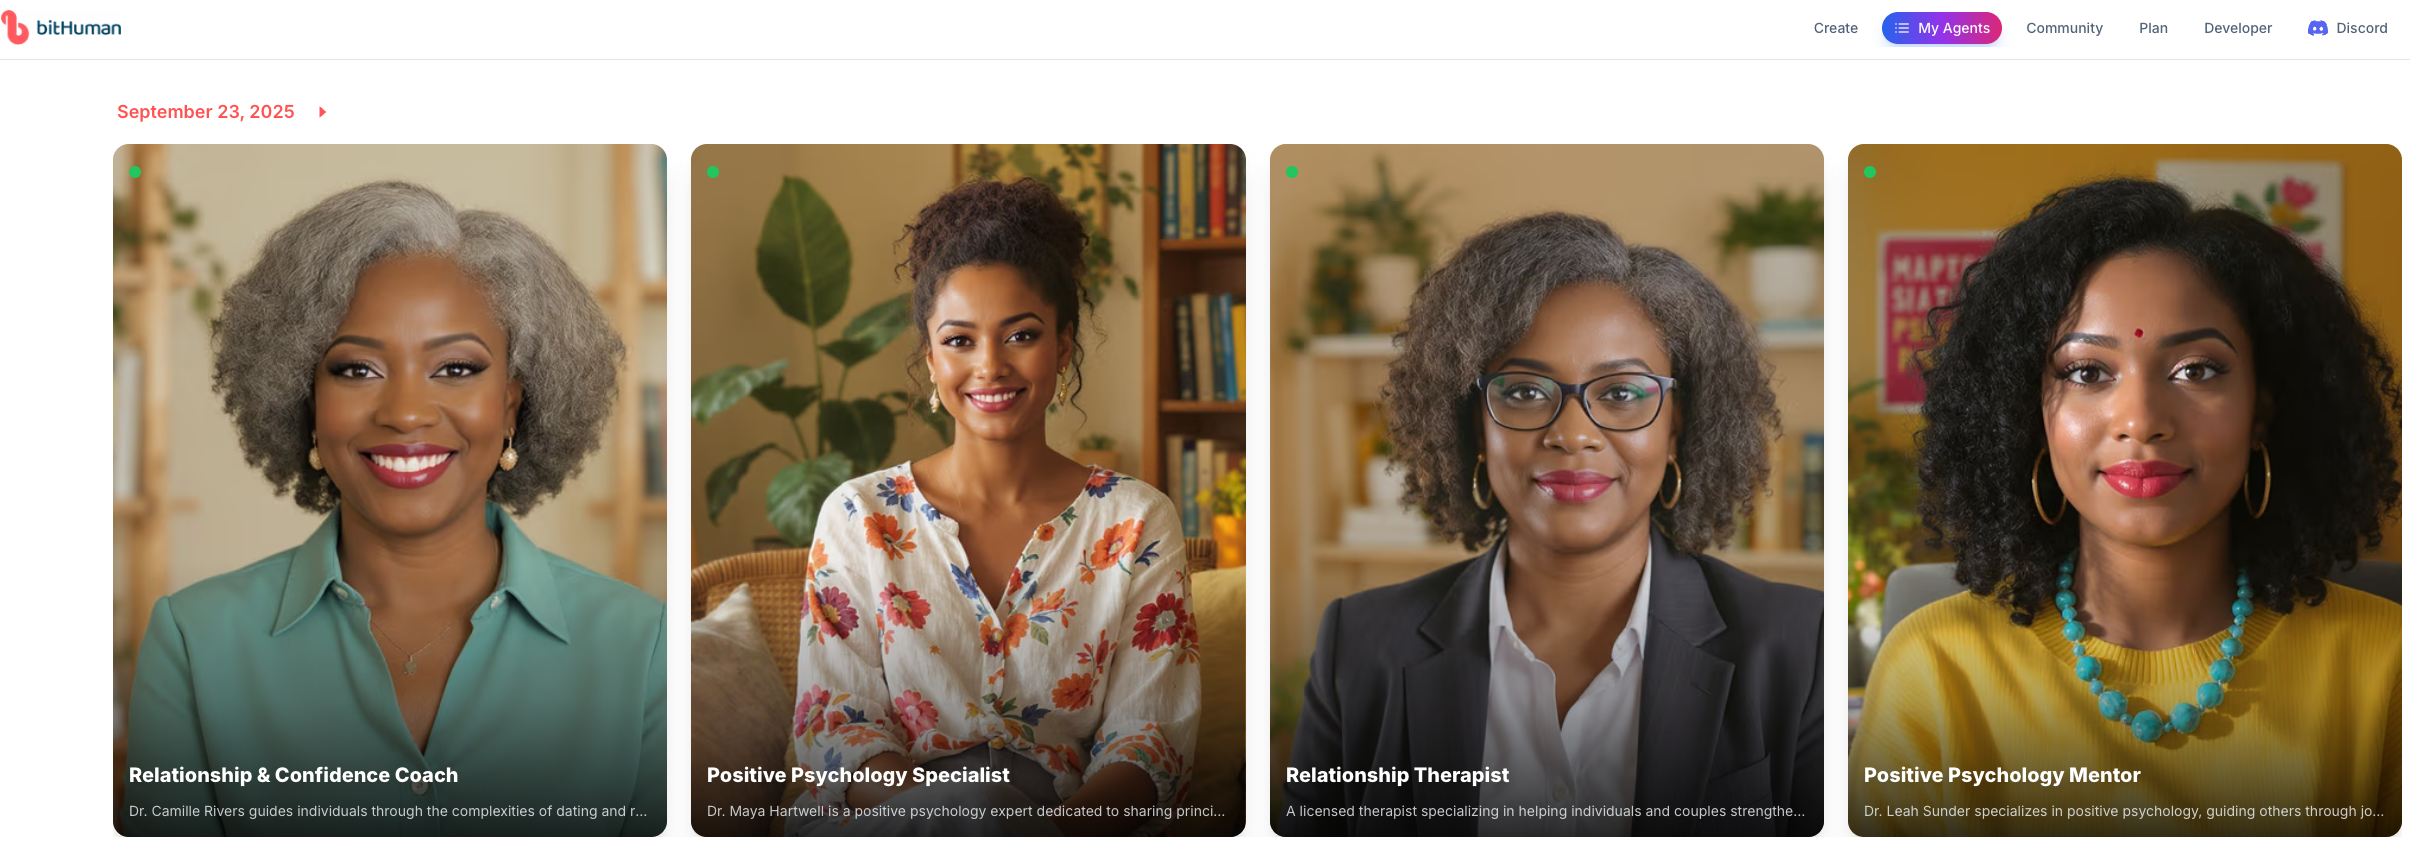 bitHuman
Create
My Agents
Community
Plan
Developer
Discord
September 23, 2025
Relationship & Confidence Coach
Dr. Camille Rivers guides individuals through the complexities of dating and r...
Positive Psychology Specialist
Dr. Maya Hartwell is a positive psychology expert dedicated to sharing princi...
Relationship Therapist
A licensed therapist specializing in helping individuals and couples strengthe...
Positive Psychology Mentor
Dr. Leah Sunder specializes in positive psychology, guiding others through jo...